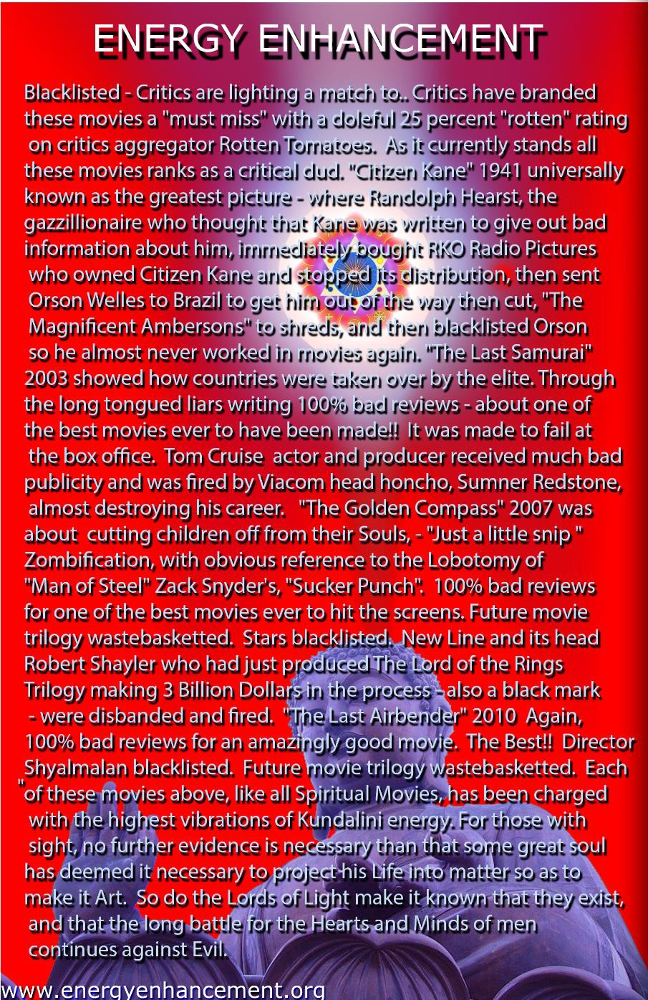 ENERGY ENHANCEMENT
Blacklisted - Critics are lighting a match to.. Critics have branded
these movies a "must miss" with a doleful 25 percent "rotten" rating
on critics aggregator Rotten Tomatoes. As it currently stands all
these movies ranks as a critical dud. "Citizen Kane" 1941 universally
known as the greatest picture - where Randolph Hearst, the
gazzillionaire who thought that Kane was written to give out bad
information about him, immediately bought RKO Radio Pictures
who owned Citizen Kane and stopped its distribution, then sent
Orson Welles to Brazil to get him out of the way then cut, "The
Magnificent Ambersons" to shreds, and then blacklisted Orson
so he almost never worked in movies again. "The Last Samurai"
2003 showed how countries were taken over by the elite. Through
the long tongued liars writing 100% bad reviews - about one of
the best movies ever to have been made!! It was made to fail at
the box office. Tom Cruise actor and producer received much bad
publicity and was fired by Viacom head honcho, Sumner Redstone,
almost destroying his career. "The Golden Compass" 2007 was
about cutting children off from their Souls, - "Just a little snip "
Zombification, with obvious reference to the Lobotomy of
"Man of Steel" Zack Snyder's, "Sucker Punch". 100% bad reviews
for one of the best movies ever to hit the screens. Future movie
trilogy wastebasketted. Stars blacklisted. New Line and its head
Robert Shayler who had just produced The Lord of the Rings
Trilogy making 3 Billion Dollars in the process - also a black mark
- were disbanded and fired. "The Last Airbender" 2010 Again,
100% bad reviews for an amazingly good movie. The Best!! Director
Shyalmalan blacklisted. Future movie trilogy wastebasketted. Each
"of these movies above, like all Spiritual Movies, has been charged
with the highest vibrations of Kundalini energy. For those with
sight, no further evidence is necessary than that some great soul
has deemed it necessary to project his Life into matter so as to
make it Art. So do the Lords of Light make it known that they exist,
and that the long battle for the Hearts and Minds of men
continues against Evil.
www.energyenhancement.org